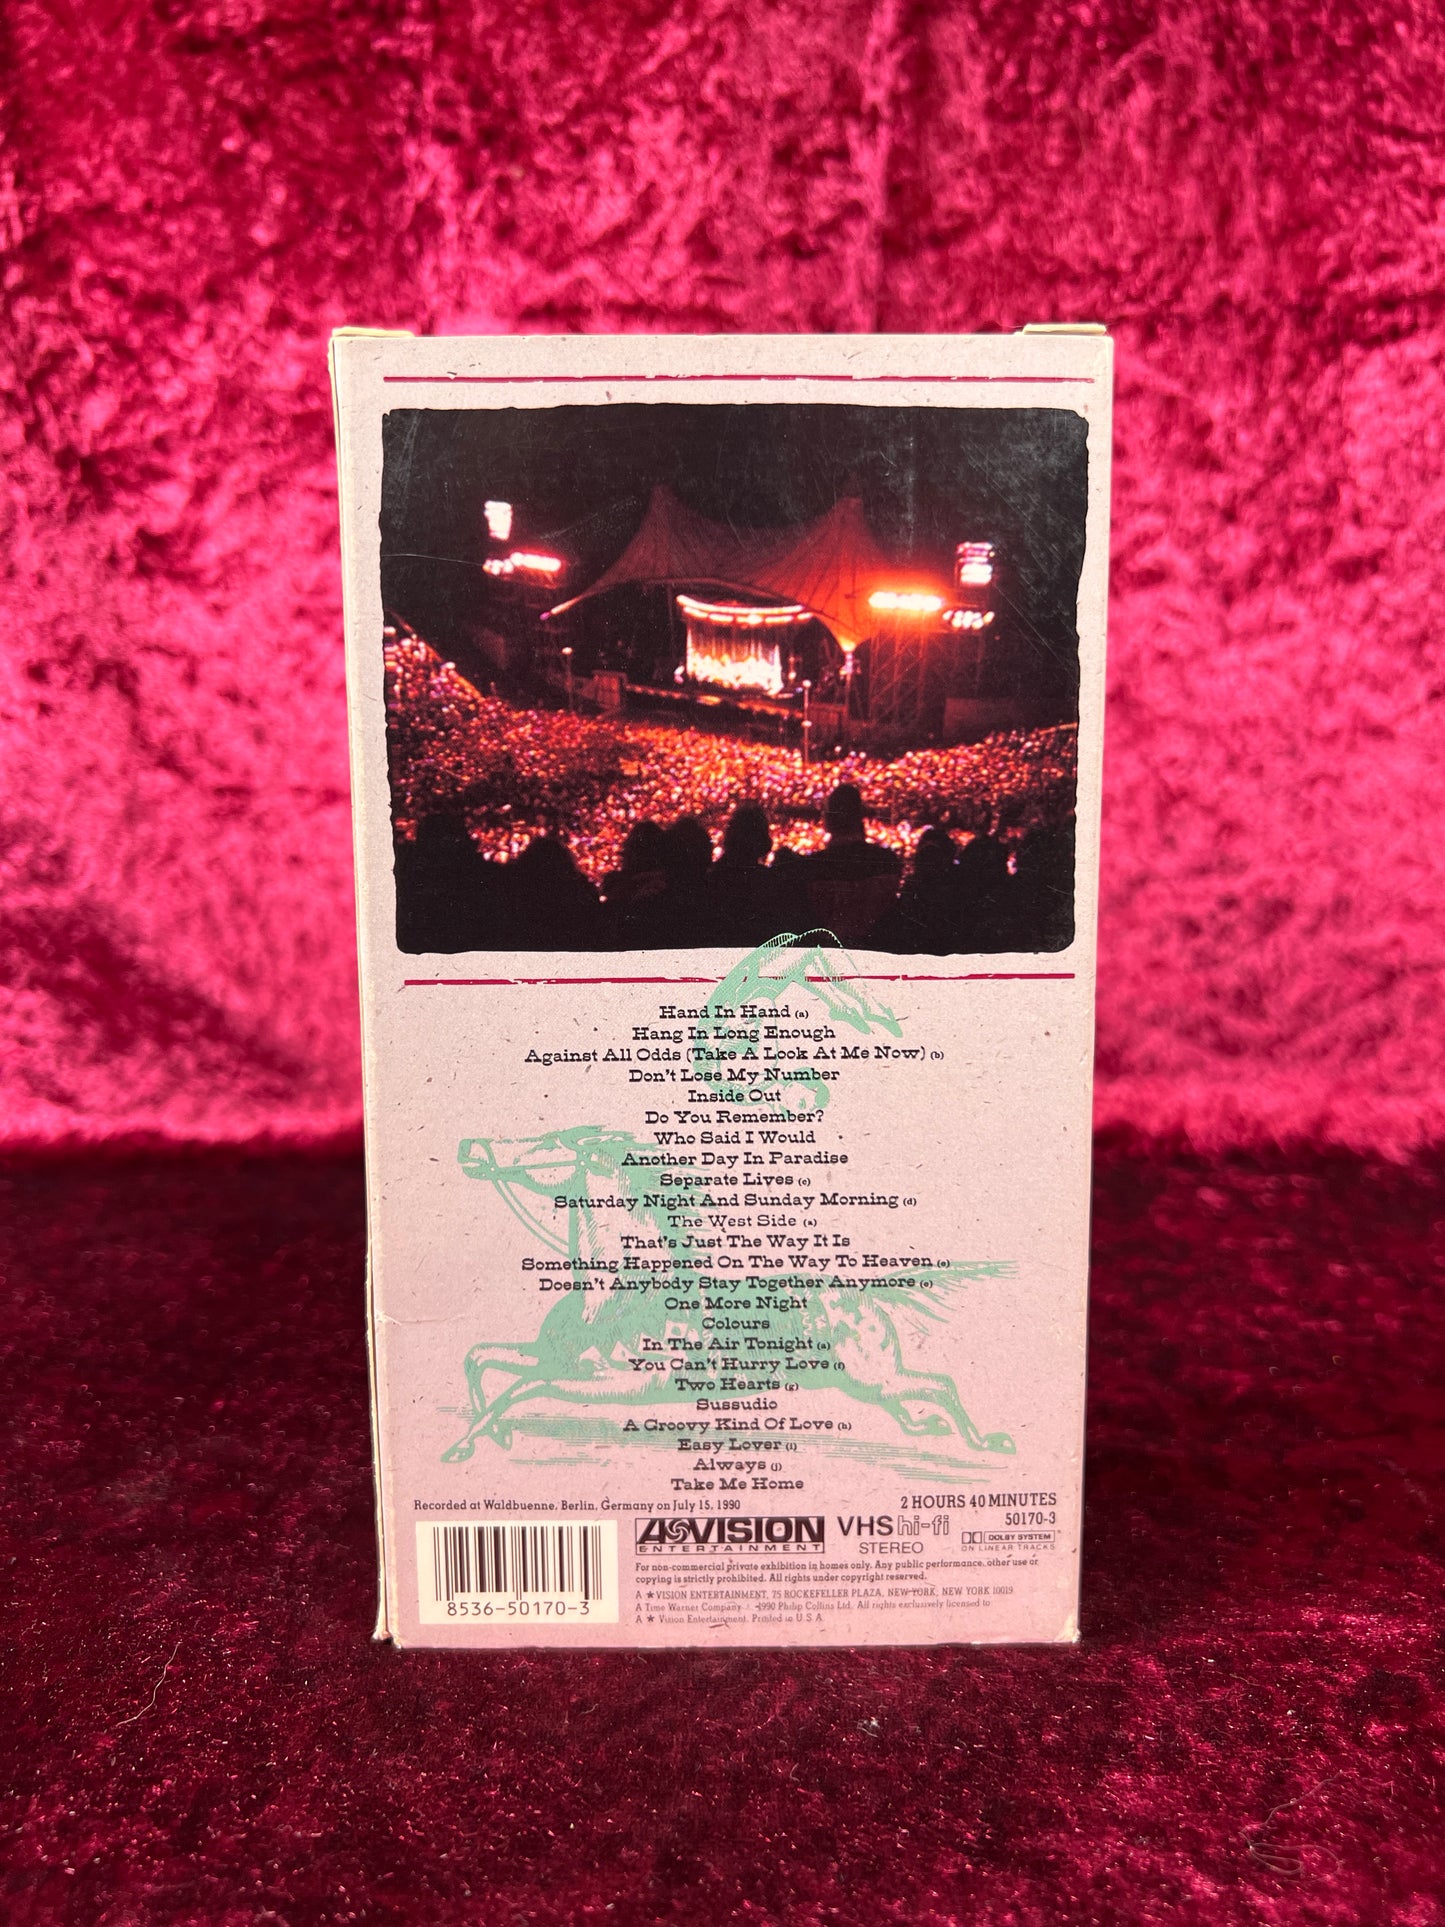 Hand In Hand (a)
Hang In Long Enough
Against All Odds (Take A Look At Me Now) (b)
Don't Lose My Number
Inside Out
Do You Remember?
Who Said I Would
Another Day In Paradise
Separate Lives (c)
Saturday Night And Sunday Morning (d)
The West Side (a)
That's Just The Way It Is
Something Happened On The Way To Heaven (e)
Doesn't Anybody Stay Together Anymore (e)
One More Night
Colours
In The Air Tonight (a)
You Can't Hurry Love (f)
Two Hearts (g)
Sussudio
A Groovy Kind Of Love (h)
Easy Lover (i)
Always (j)
Take Me Home
Recorded at Waldbuenne, Berlin, Germany on July 15, 1990
2 HOURS 40 MINUTES
50170-3
8536-50170-3
A★VISION
ENTERTAINMENT
VHS hi-fi
STEREO
DOLBY SYSTEM
ON LINEAR TRACKS
For non-commercial private exhibition in homes only. Any public performance, other use or
copying is strictly prohibited. All rights under copyright reserved.
A ★ VISION ENTERTAINMENT, 75 ROCKEFELLER PLAZA, NEW YORK, NEW YORK 10019
A Time Warner Company 1990 Philip Collins Ltd. All rights exclusively licensed to
A ★ Vision Entertainment. Printed in U.S.A.